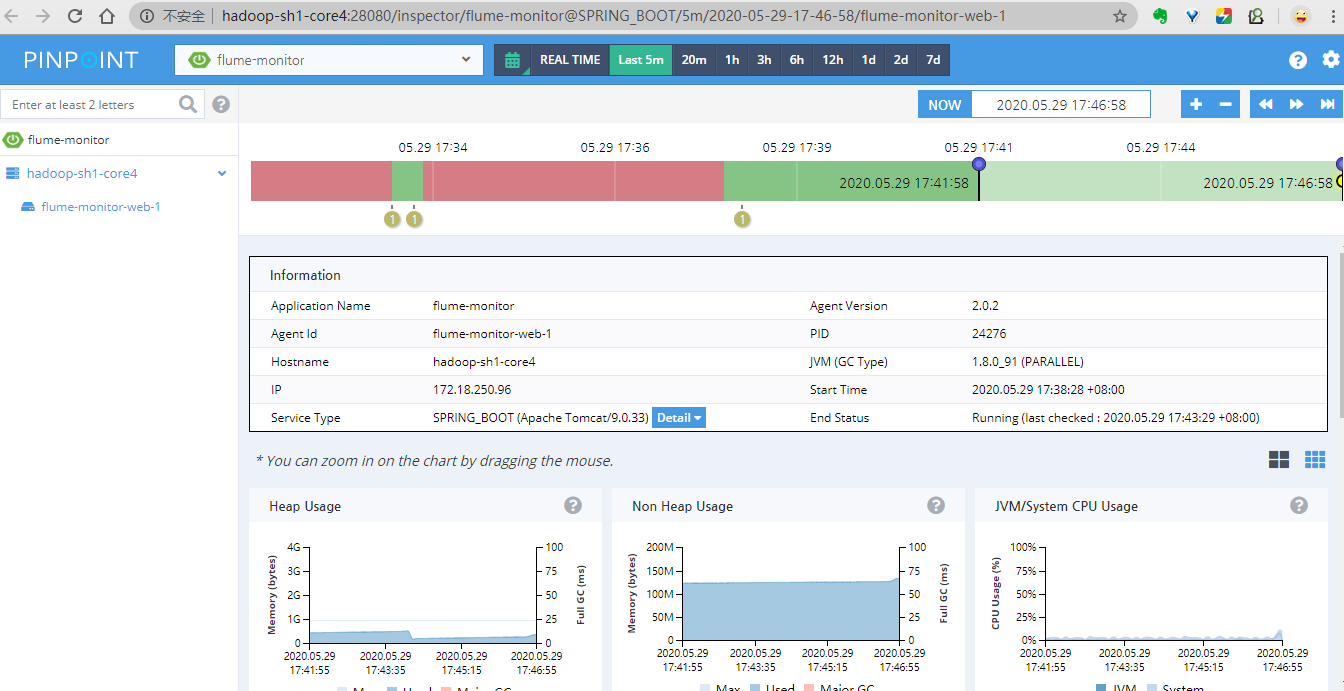 不安全 hadoop-sh1-core4:28080/inspector/flume-monitor@SPRING_BOOT/5m/2020-05-29-17-46-58/flume-monitor-web-1
PINPOINT flume-monitor REAL TIME Last 5m 20m 1h 3h 6h 12h 1d 2d 7d ?
Enter at least 2 letters ? NOW 2020.05.29 17:46:58
flume-monitor
hadoop-sh1-core4
flume-monitor-web-1
05.29 17:34 05.29 17:36 05.29 17:39 05.29 17:41 05.29 17:44
2020.05.29 17:41:58 2020.05.29 17:46:58
1 1 1
Information
Application Name flume-monitor Agent Version 2.0.2
Agent Id flume-monitor-web-1 PID 24276
Hostname hadoop-sh1-core4 JVM (GC Type) 1.8.0_91 (PARALLEL)
IP 172.18.250.96 Start Time 2020.05.29 17:38:28 +08:00
Service Type SPRING_BOOT (Apache Tomcat/9.0.33) Detail End Status Running (last checked : 2020.05.29 17:43:29 +08:00)
* You can zoom in on the chart by dragging the mouse.
Heap Usage ?
4G 3G 2G 1G 0
Memory (bytes)
100 75 50 25 0
Full GC (ms)
2020.05.29 2020.05.29 2020.05.29 2020.05.29
17:41:55 17:43:35 17:45:15 17:46:55
Max Used Major GC
Non Heap Usage ?
200M 150M 100M 50M 0
Memory (bytes)
100 75 50 25 0
Full GC (ms)
2020.05.29 2020.05.29 2020.05.29 2020.05.29
17:41:55 17:43:35 17:45:15 17:46:55
Max Used Major GC
JVM/System CPU Usage ?
100% 75% 50% 25% 0%
CPU Usage (%)
2020.05.29 2020.05.29 2020.05.29 2020.05.29
17:41:55 17:43:35 17:45:15 17:46:55
JVM System